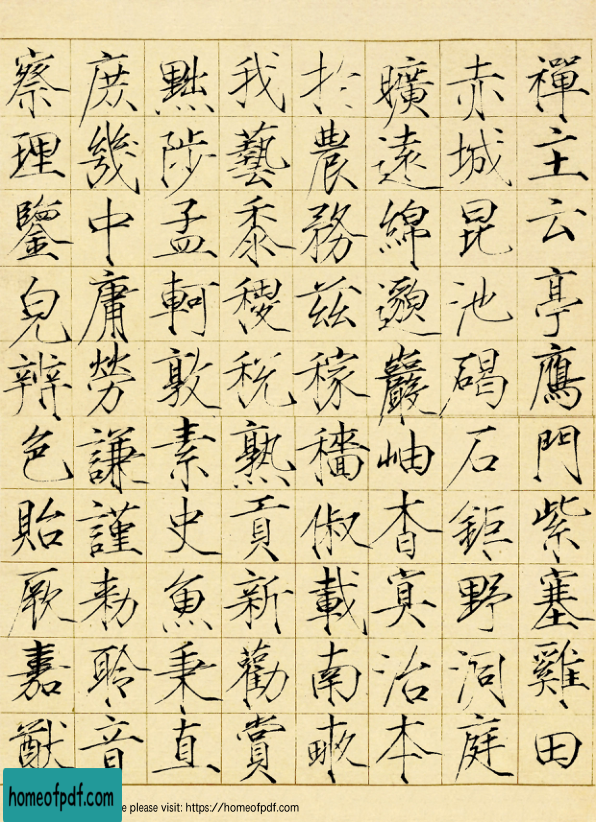 禪主云亭鴈門紫塞雞田
赤城昆池碣石鉅野洞庭
曠遠綿邈巖岫杳冥治本
於農務茲稼穡俶載南畝
我藝黍稷稅熟貢新勸賞
黜陟孟軻敦素史魚秉直
庶幾中庸勞謙謹勑聆音
察理鑒皃辨色貽厥嘉猷
homeofpdf.com
please visit: https://homeofpdf.com